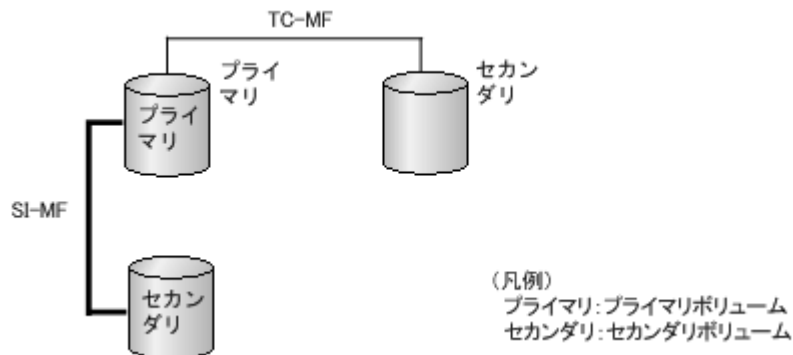 TC-MF
プライ
マリ
セカン
ダリ
プライ
マリ
SI-MF
セカン
ダリ
(凡例)
プライマリ:プライマリボリューム
セカンダリ:セカンダリボリューム